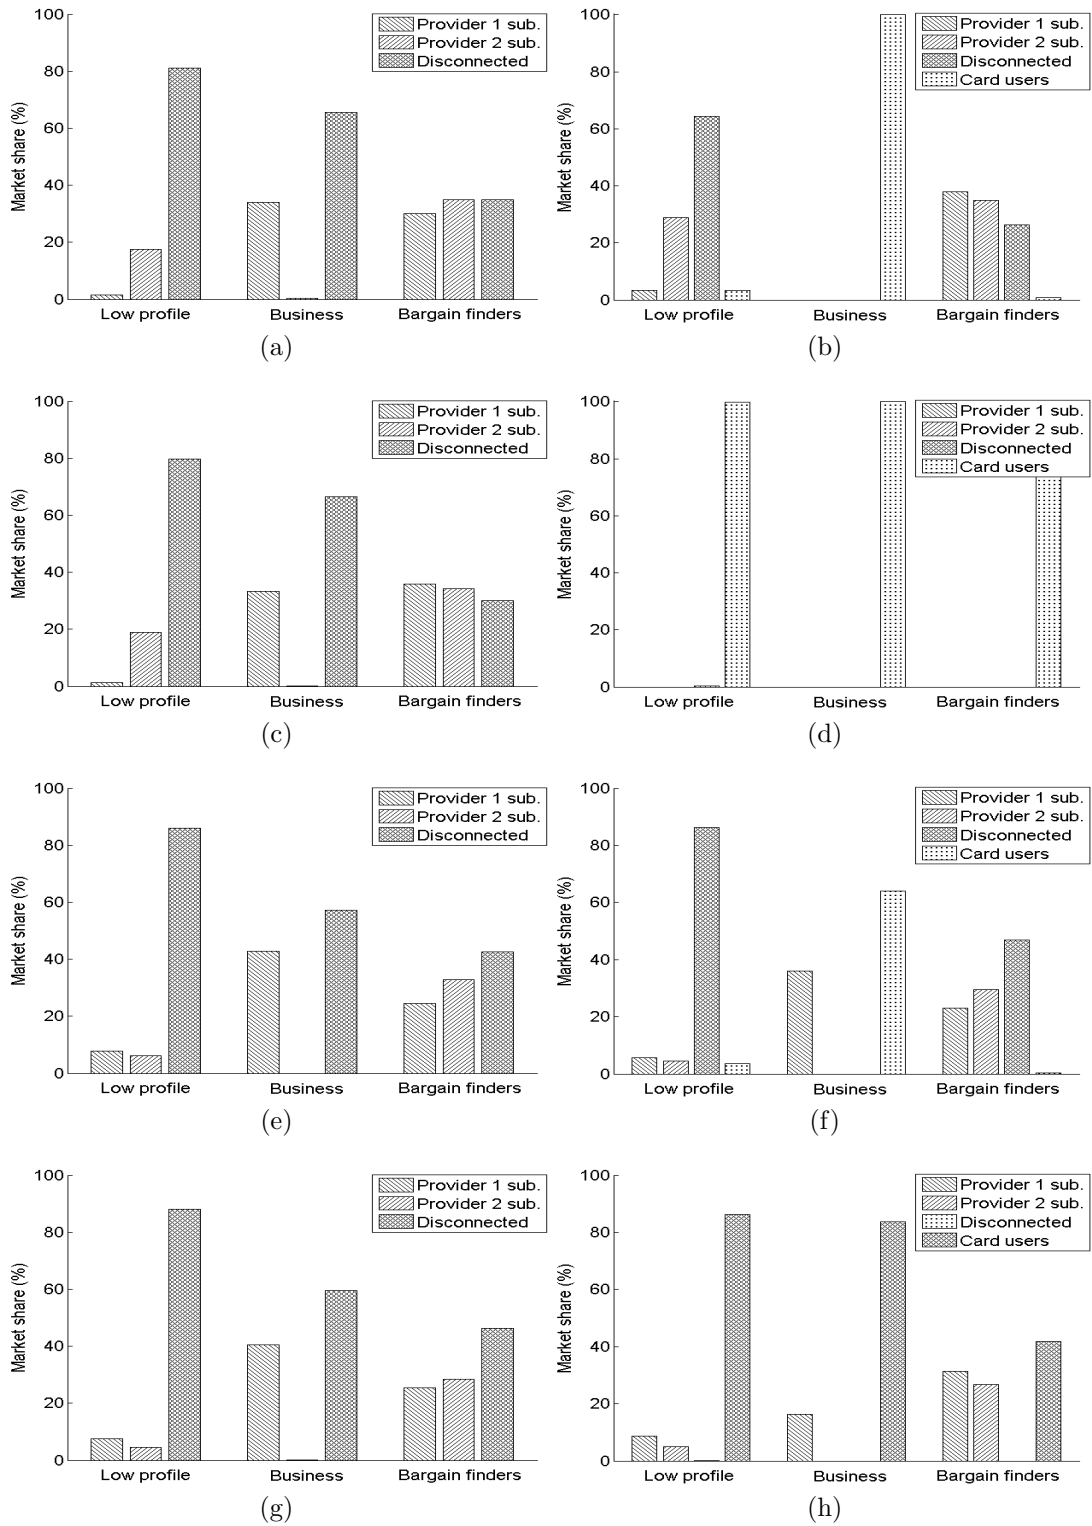 100
80
60
40
20
0
Market share (%)
Provider 1 sub.
Provider 2 sub.
Disconnected
Low profile Business Bargain finders
(a)
100
80
60
40
20
0
Market share (%)
Provider 1 sub.
Provider 2 sub.
Disconnected
Card users
Low profile Business Bargain finders
(b)
100
80
60
40
20
0
Market share (%)
Provider 1 sub.
Provider 2 sub.
Disconnected
Low profile Business Bargain finders
(c)
100
80
60
40
20
0
Market share (%)
Provider 1 sub.
Provider 2 sub.
Disconnected
Card users
Low profile Business Bargain finders
(d)
100
80
60
40
20
0
Market share (%)
Provider 1 sub.
Provider 2 sub.
Disconnected
Low profile Business Bargain finders
(e)
100
80
60
40
20
0
Market share (%)
Provider 1 sub.
Provider 2 sub.
Disconnected
Card users
Low profile Business Bargain finders
(f)
100
80
60
40
20
0
Market share (%)
Provider 1 sub.
Provider 2 sub.
Disconnected
Low profile Business Bargain finders
(g)
100
80
60
40
20
0
Market share (%)
Provider 1 sub.
Provider 2 sub.
Disconnected
Card users
Low profile Business Bargain finders
(h)